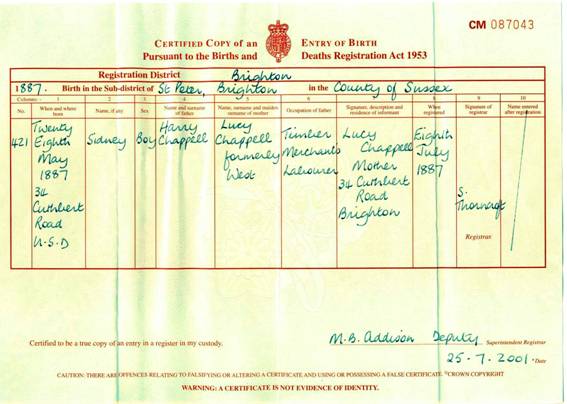 CM 087043
CERTIFIED COPY of an ENTRY OF BIRTH
Pursuant to the Births and Deaths Registration Act 1953
Registration District Brighton
1887. Birth in the Sub-district of St Peter, Brighton in the County of Sussex
Columns:- 1 2 3 4 5 6 7 8 9 10
No. When and where born Name, if any Sex Name and surname of father Name, surname and maiden surname of mother Occupation of father Signature, description and residence of informant When registered Signature of registrar Name entered after registration
421 Twenty Eighth May 1887 34 Cuthbert Road U.S.D Sidney Boy Harry Chappell Lucy Chappell formerly West Timber Merchants Labourer Lucy Chappell Mother 34 Cuthbert Road Brighton Eighth July 1887 S. Thorncroft Registrar
Certified to be a true copy of an entry in a register in my custody.
M.B. Addison Deputy Superintendent Registrar
25-7-2001 *Date
CAUTION: THERE ARE OFFENCES RELATING TO FALSIFYING OR ALTERING A CERTIFICATE AND USING OR POSSESSING A FALSE CERTIFICATE. ©CROWN COPYRIGHT
WARNING: A CERTIFICATE IS NOT EVIDENCE OF IDENTITY.